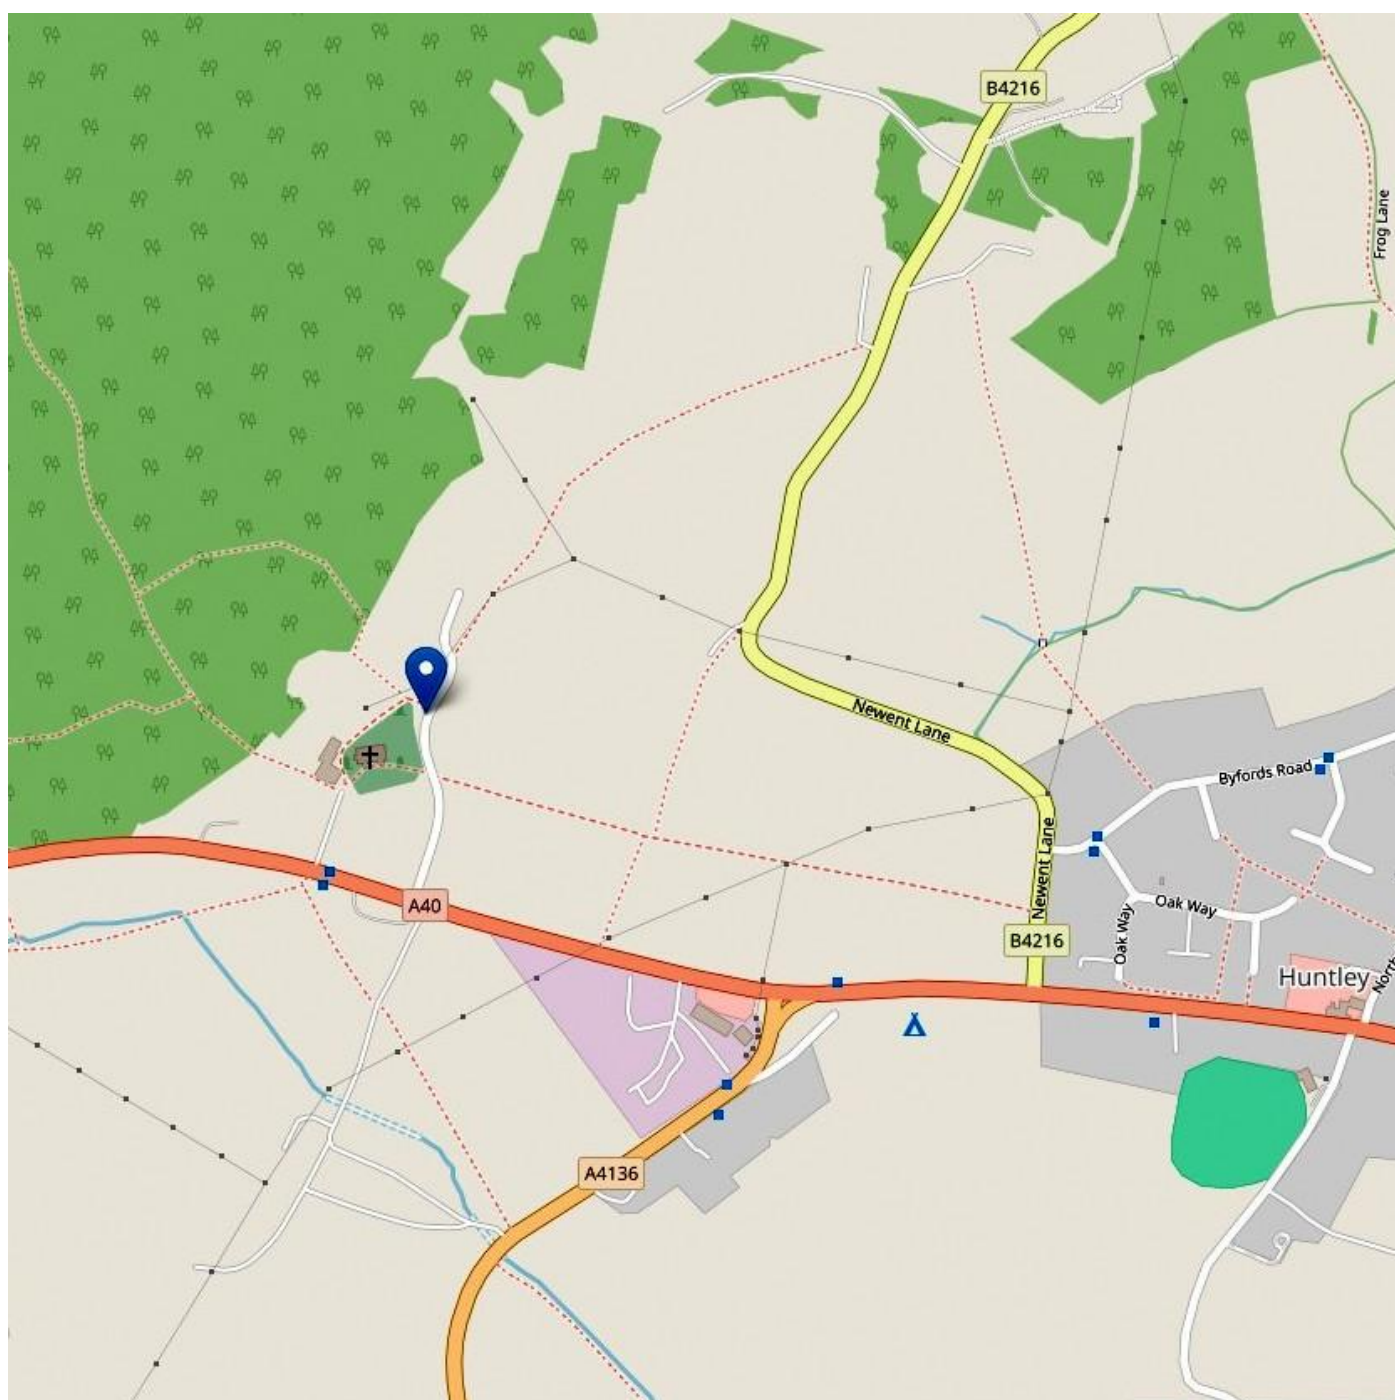 B4216
Frog Lane
Newent Lane
Byfords Road
Newent Lane
Oak Way
Oak Way
A40
B4216
Huntley
A4136